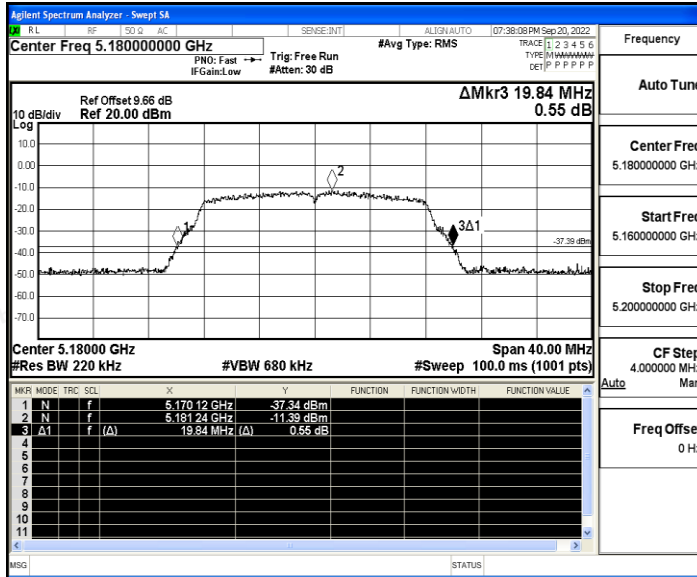 Agilent Spectrum Analyzer - Swept SA
RL RF 50 Ω AC SENSE:INT ALIGN AUTO 07:38:08 PM Sep 20, 2022
Center Freq 5.180000000 GHz #Avg Type: RMS TRACE 1 2 3 4 5 6
PNO: Fast Trig: Free Run TYPE M WWWWW
IFGain:Low #Atten: 30 dB DET P P P P P P
Ref Offset 9.66 dB ΔMkr3 19.84 MHz
10 dB/div Ref 20.00 dBm 0.55 dB
Log
10.0
0.00
-10.0
-20.0
-30.0
-40.0
-50.0
-60.0
-70.0
1
2
3Δ1
-37.39 dBm
Center 5.18000 GHz Span 40.00 MHz
#Res BW 220 kHz #VBW 680 kHz #Sweep 100.0 ms (1001 pts)
MKR MODE TRC SCL X Y FUNCTION FUNCTION WIDTH FUNCTION VALUE
1 N f 5.170 12 GHz -37.34 dBm
2 N f 5.181 24 GHz -11.39 dBm
3 Δ1 f (Δ) 19.84 MHz (Δ) 0.55 dB
4
5
6
7
8
9
10
11
MSG STATUS
Frequency
Auto Tune
Center Freq
5.180000000 GHz
Start Freq
5.160000000 GHz
Stop Freq
5.200000000 GHz
CF Step
4.000000 MHz
Auto Man
Freq Offset
0 Hz